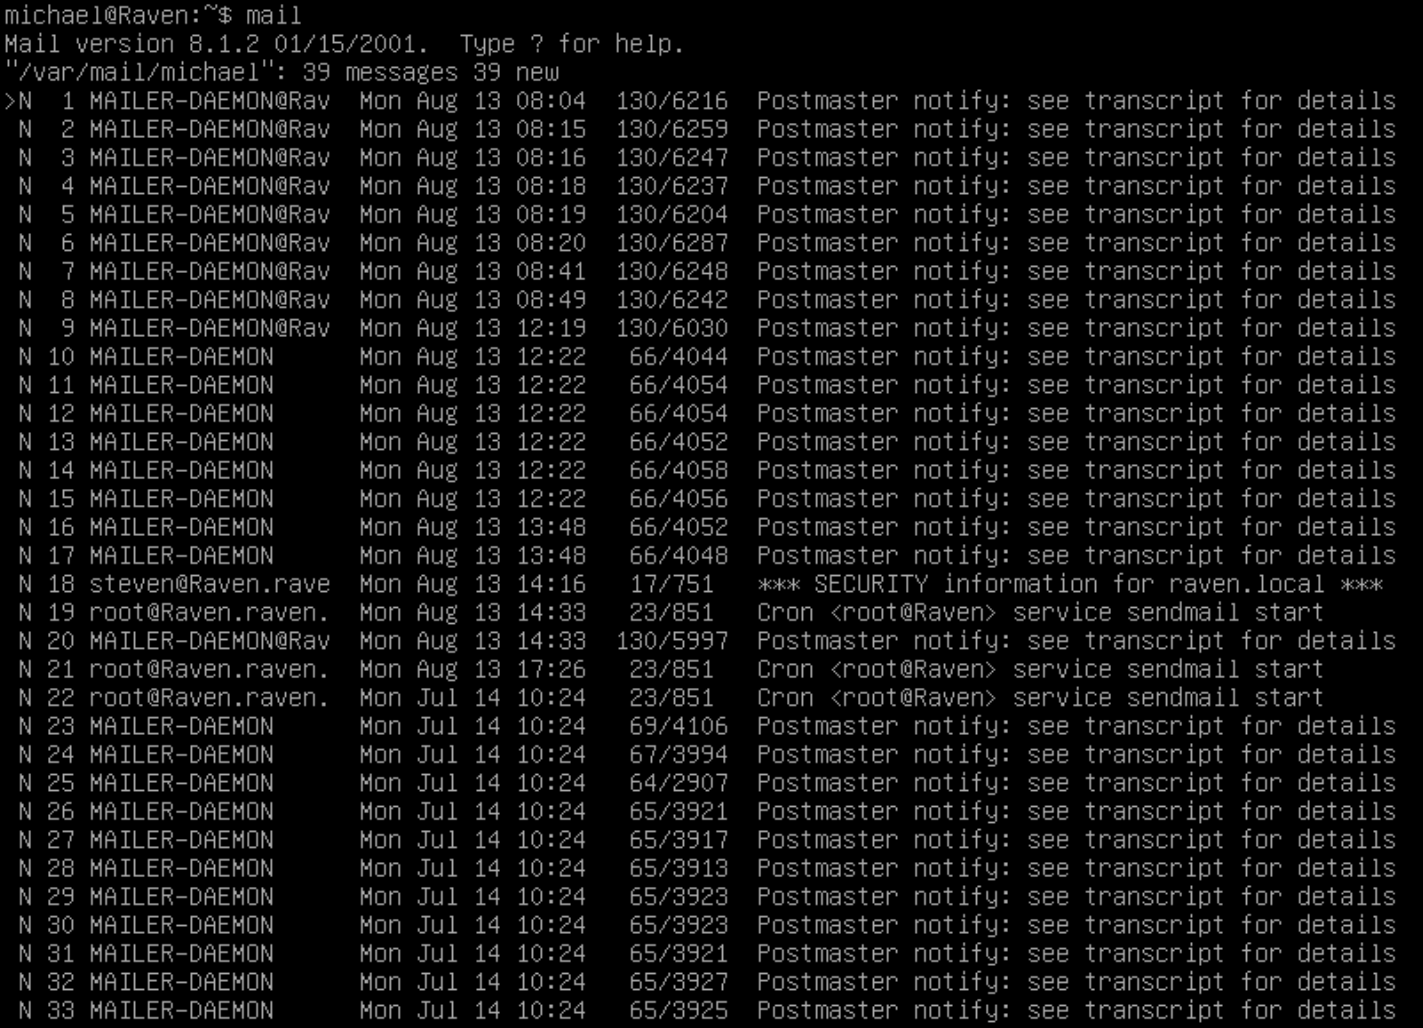 michael@Raven:~$ mail
Mail version 8.1.2 01/15/2001.  Type ? for help.
"/var/mail/michael": 39 messages 39 new
>N   1 MAILER-DAEMON@Rav  Mon Aug 13 08:04  130/6216  Postmaster notify: see transcript for details
 N   2 MAILER-DAEMON@Rav  Mon Aug 13 08:15  130/6259  Postmaster notify: see transcript for details
 N   3 MAILER-DAEMON@Rav  Mon Aug 13 08:16  130/6247  Postmaster notify: see transcript for details
 N   4 MAILER-DAEMON@Rav  Mon Aug 13 08:18  130/6237  Postmaster notify: see transcript for details
 N   5 MAILER-DAEMON@Rav  Mon Aug 13 08:19  130/6204  Postmaster notify: see transcript for details
 N   6 MAILER-DAEMON@Rav  Mon Aug 13 08:20  130/6287  Postmaster notify: see transcript for details
 N   7 MAILER-DAEMON@Rav  Mon Aug 13 08:41  130/6248  Postmaster notify: see transcript for details
 N   8 MAILER-DAEMON@Rav  Mon Aug 13 08:49  130/6242  Postmaster notify: see transcript for details
 N   9 MAILER-DAEMON@Rav  Mon Aug 13 12:19  130/6030  Postmaster notify: see transcript for details
 N  10 MAILER-DAEMON      Mon Aug 13 12:22   66/4044  Postmaster notify: see transcript for details
 N  11 MAILER-DAEMON      Mon Aug 13 12:22   66/4054  Postmaster notify: see transcript for details
 N  12 MAILER-DAEMON      Mon Aug 13 12:22   66/4054  Postmaster notify: see transcript for details
 N  13 MAILER-DAEMON      Mon Aug 13 12:22   66/4052  Postmaster notify: see transcript for details
 N  14 MAILER-DAEMON      Mon Aug 13 12:22   66/4058  Postmaster notify: see transcript for details
 N  15 MAILER-DAEMON      Mon Aug 13 12:22   66/4056  Postmaster notify: see transcript for details
 N  16 MAILER-DAEMON      Mon Aug 13 13:48   66/4052  Postmaster notify: see transcript for details
 N  17 MAILER-DAEMON      Mon Aug 13 13:48   66/4048  Postmaster notify: see transcript for details
 N  18 steven@Raven.rave  Mon Aug 13 14:16   17/751   *** SECURITY information for raven.local ***
 N  19 root@Raven.raven.  Mon Aug 13 14:33   23/851   Cron <root@Raven> service sendmail start
 N  20 MAILER-DAEMON@Rav  Mon Aug 13 14:33  130/5997  Postmaster notify: see transcript for details
 N  21 root@Raven.raven.  Mon Aug 13 17:26   23/851   Cron <root@Raven> service sendmail start
 N  22 root@Raven.raven.  Mon Jul 14 10:24   23/851   Cron <root@Raven> service sendmail start
 N  23 MAILER-DAEMON      Mon Jul 14 10:24   69/4106  Postmaster notify: see transcript for details
 N  24 MAILER-DAEMON      Mon Jul 14 10:24   67/3994  Postmaster notify: see transcript for details
 N  25 MAILER-DAEMON      Mon Jul 14 10:24   64/2907  Postmaster notify: see transcript for details
 N  26 MAILER-DAEMON      Mon Jul 14 10:24   65/3921  Postmaster notify: see transcript for details
 N  27 MAILER-DAEMON      Mon Jul 14 10:24   65/3917  Postmaster notify: see transcript for details
 N  28 MAILER-DAEMON      Mon Jul 14 10:24   65/3913  Postmaster notify: see transcript for details
 N  29 MAILER-DAEMON      Mon Jul 14 10:24   65/3923  Postmaster notify: see transcript for details
 N  30 MAILER-DAEMON      Mon Jul 14 10:24   65/3923  Postmaster notify: see transcript for details
 N  31 MAILER-DAEMON      Mon Jul 14 10:24   65/3921  Postmaster notify: see transcript for details
 N  32 MAILER-DAEMON      Mon Jul 14 10:24   65/3927  Postmaster notify: see transcript for details
 N  33 MAILER-DAEMON      Mon Jul 14 10:24   65/3925  Postmaster notify: see transcript for details